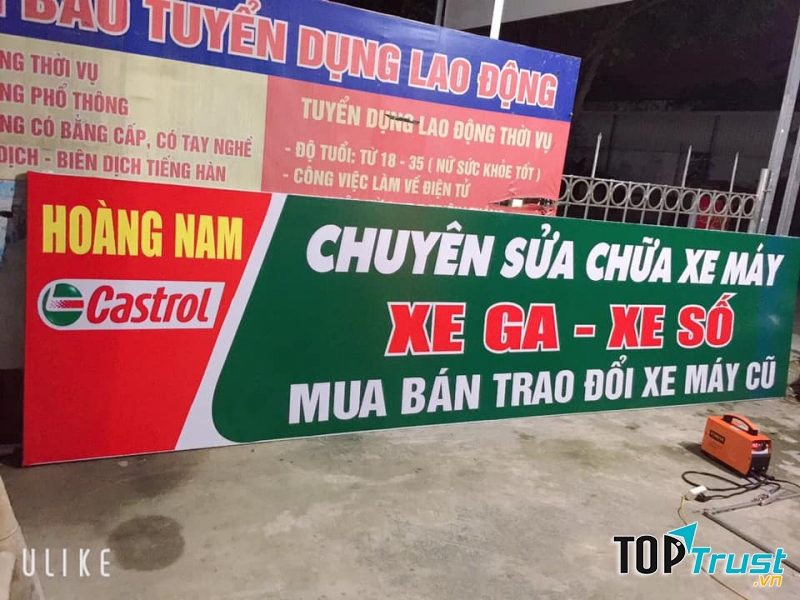 BÁO TUYỂN DỤNG LAO ĐỘNG
NG THỜI VỤ
NG PHỔ THÔNG
NG CÓ BẰNG CẤP, CÓ TAY NGHỀ
DỊCH - BIÊN DỊCH TIẾNG HÀN
TUYỂN DỤNG LAO ĐỘNG THỜI VỤ
- ĐỘ TUỔI: TỪ 18 - 35 ( NỮ SỨC KHỎE TỐT )
- CÔNG VIỆC LÀM VỀ ĐIỆN TỬ
HOÀNG NAM
Castrol
CHUYÊN SỬA CHỮA XE MÁY
XE GA - XE SỐ
MUA BÁN TRAO ĐỔI XE MÁY CŨ
ULIKE
TOPTrust.vn